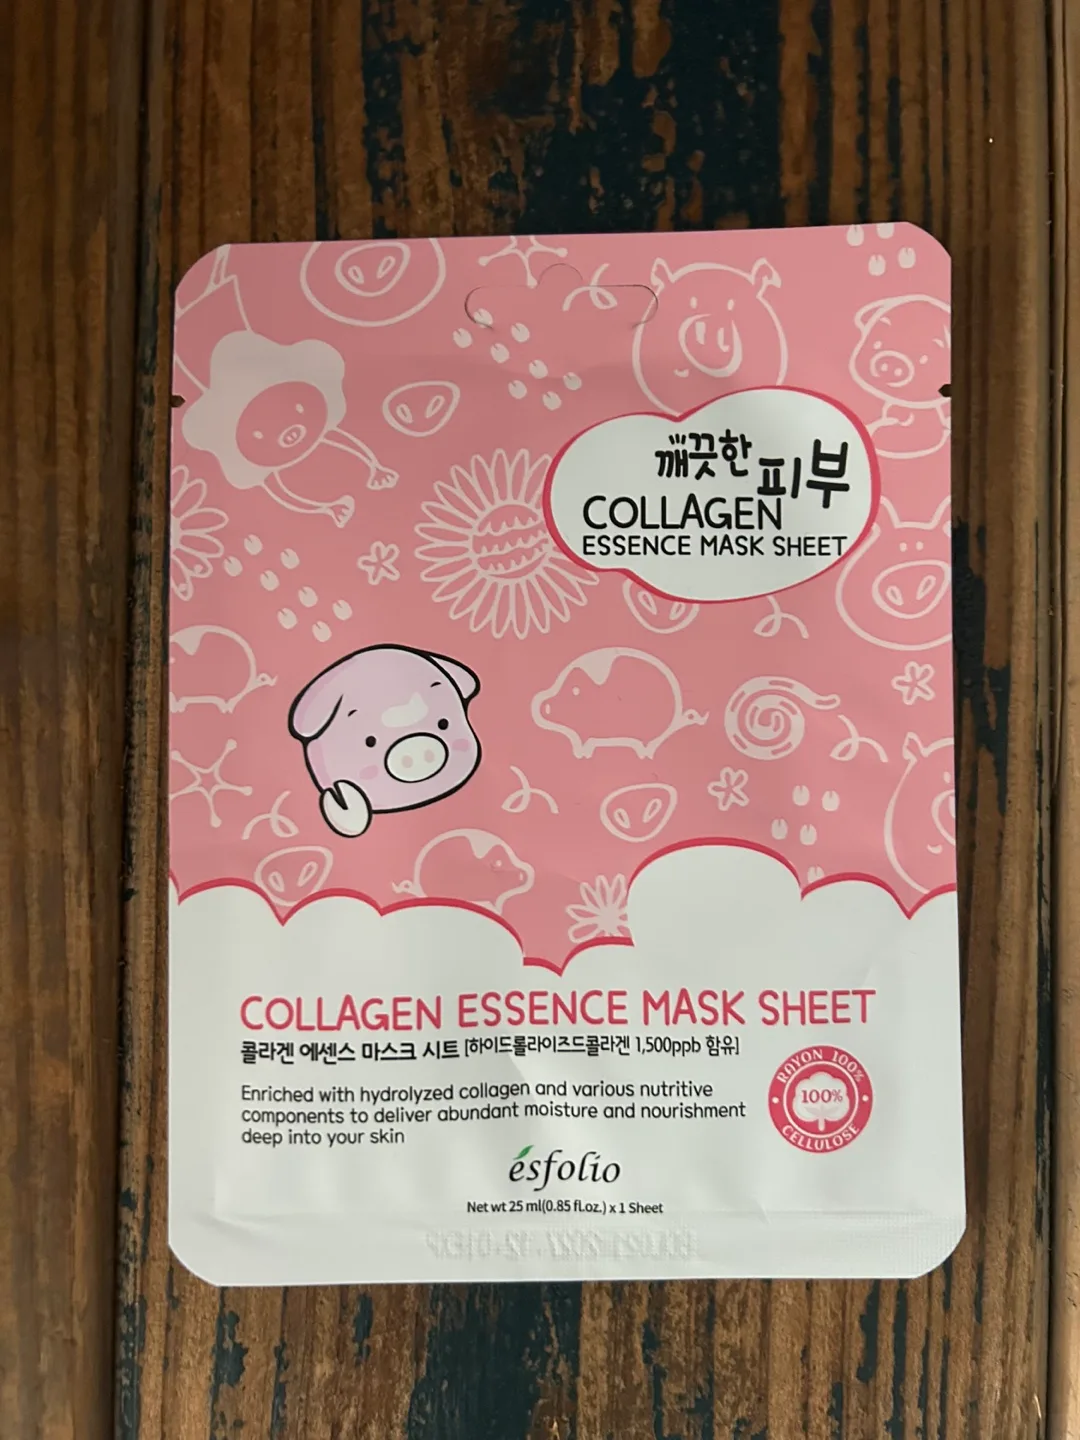 깨끗한 피부
COLLAGEN
ESSENCE MASK SHEET
COLLAGEN ESSENCE MASK SHEET
콜라겐 에센스 마스크 시트 [하이드롤라이즈드콜라겐 1,500ppb 함유]
Enriched with hydrolyzed collagen and various nutritive
components to deliver abundant moisture and nourishment
deep into your skin
RAYON 100%
100%
CELLULOSE
ésfolio
Net wt 25 ml(0.85 fl.oz.) x 1 Sheet